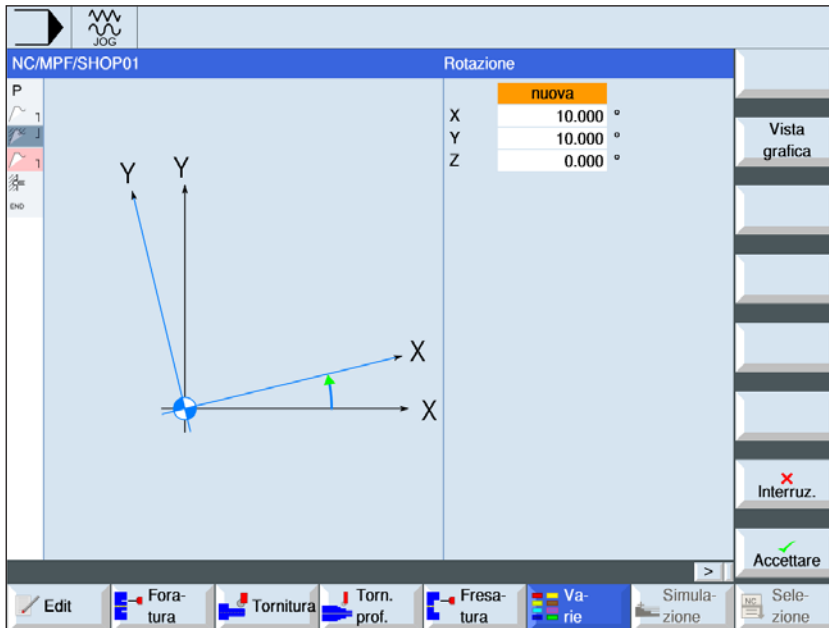 JOG
NC/MPF/SHOP01
Rotazione
P
END
nuova
X 10.000 °
Y 10.000 °
Z 0.000 °
Y Y
X
X
Vista
grafica
Interruz.
Accettare
>
Edit
Fora-
tura
Tornitura
Torn.
prof.
Fresa-
tura
Va-
rie
Simula-
zione
NC
Sele-
zione